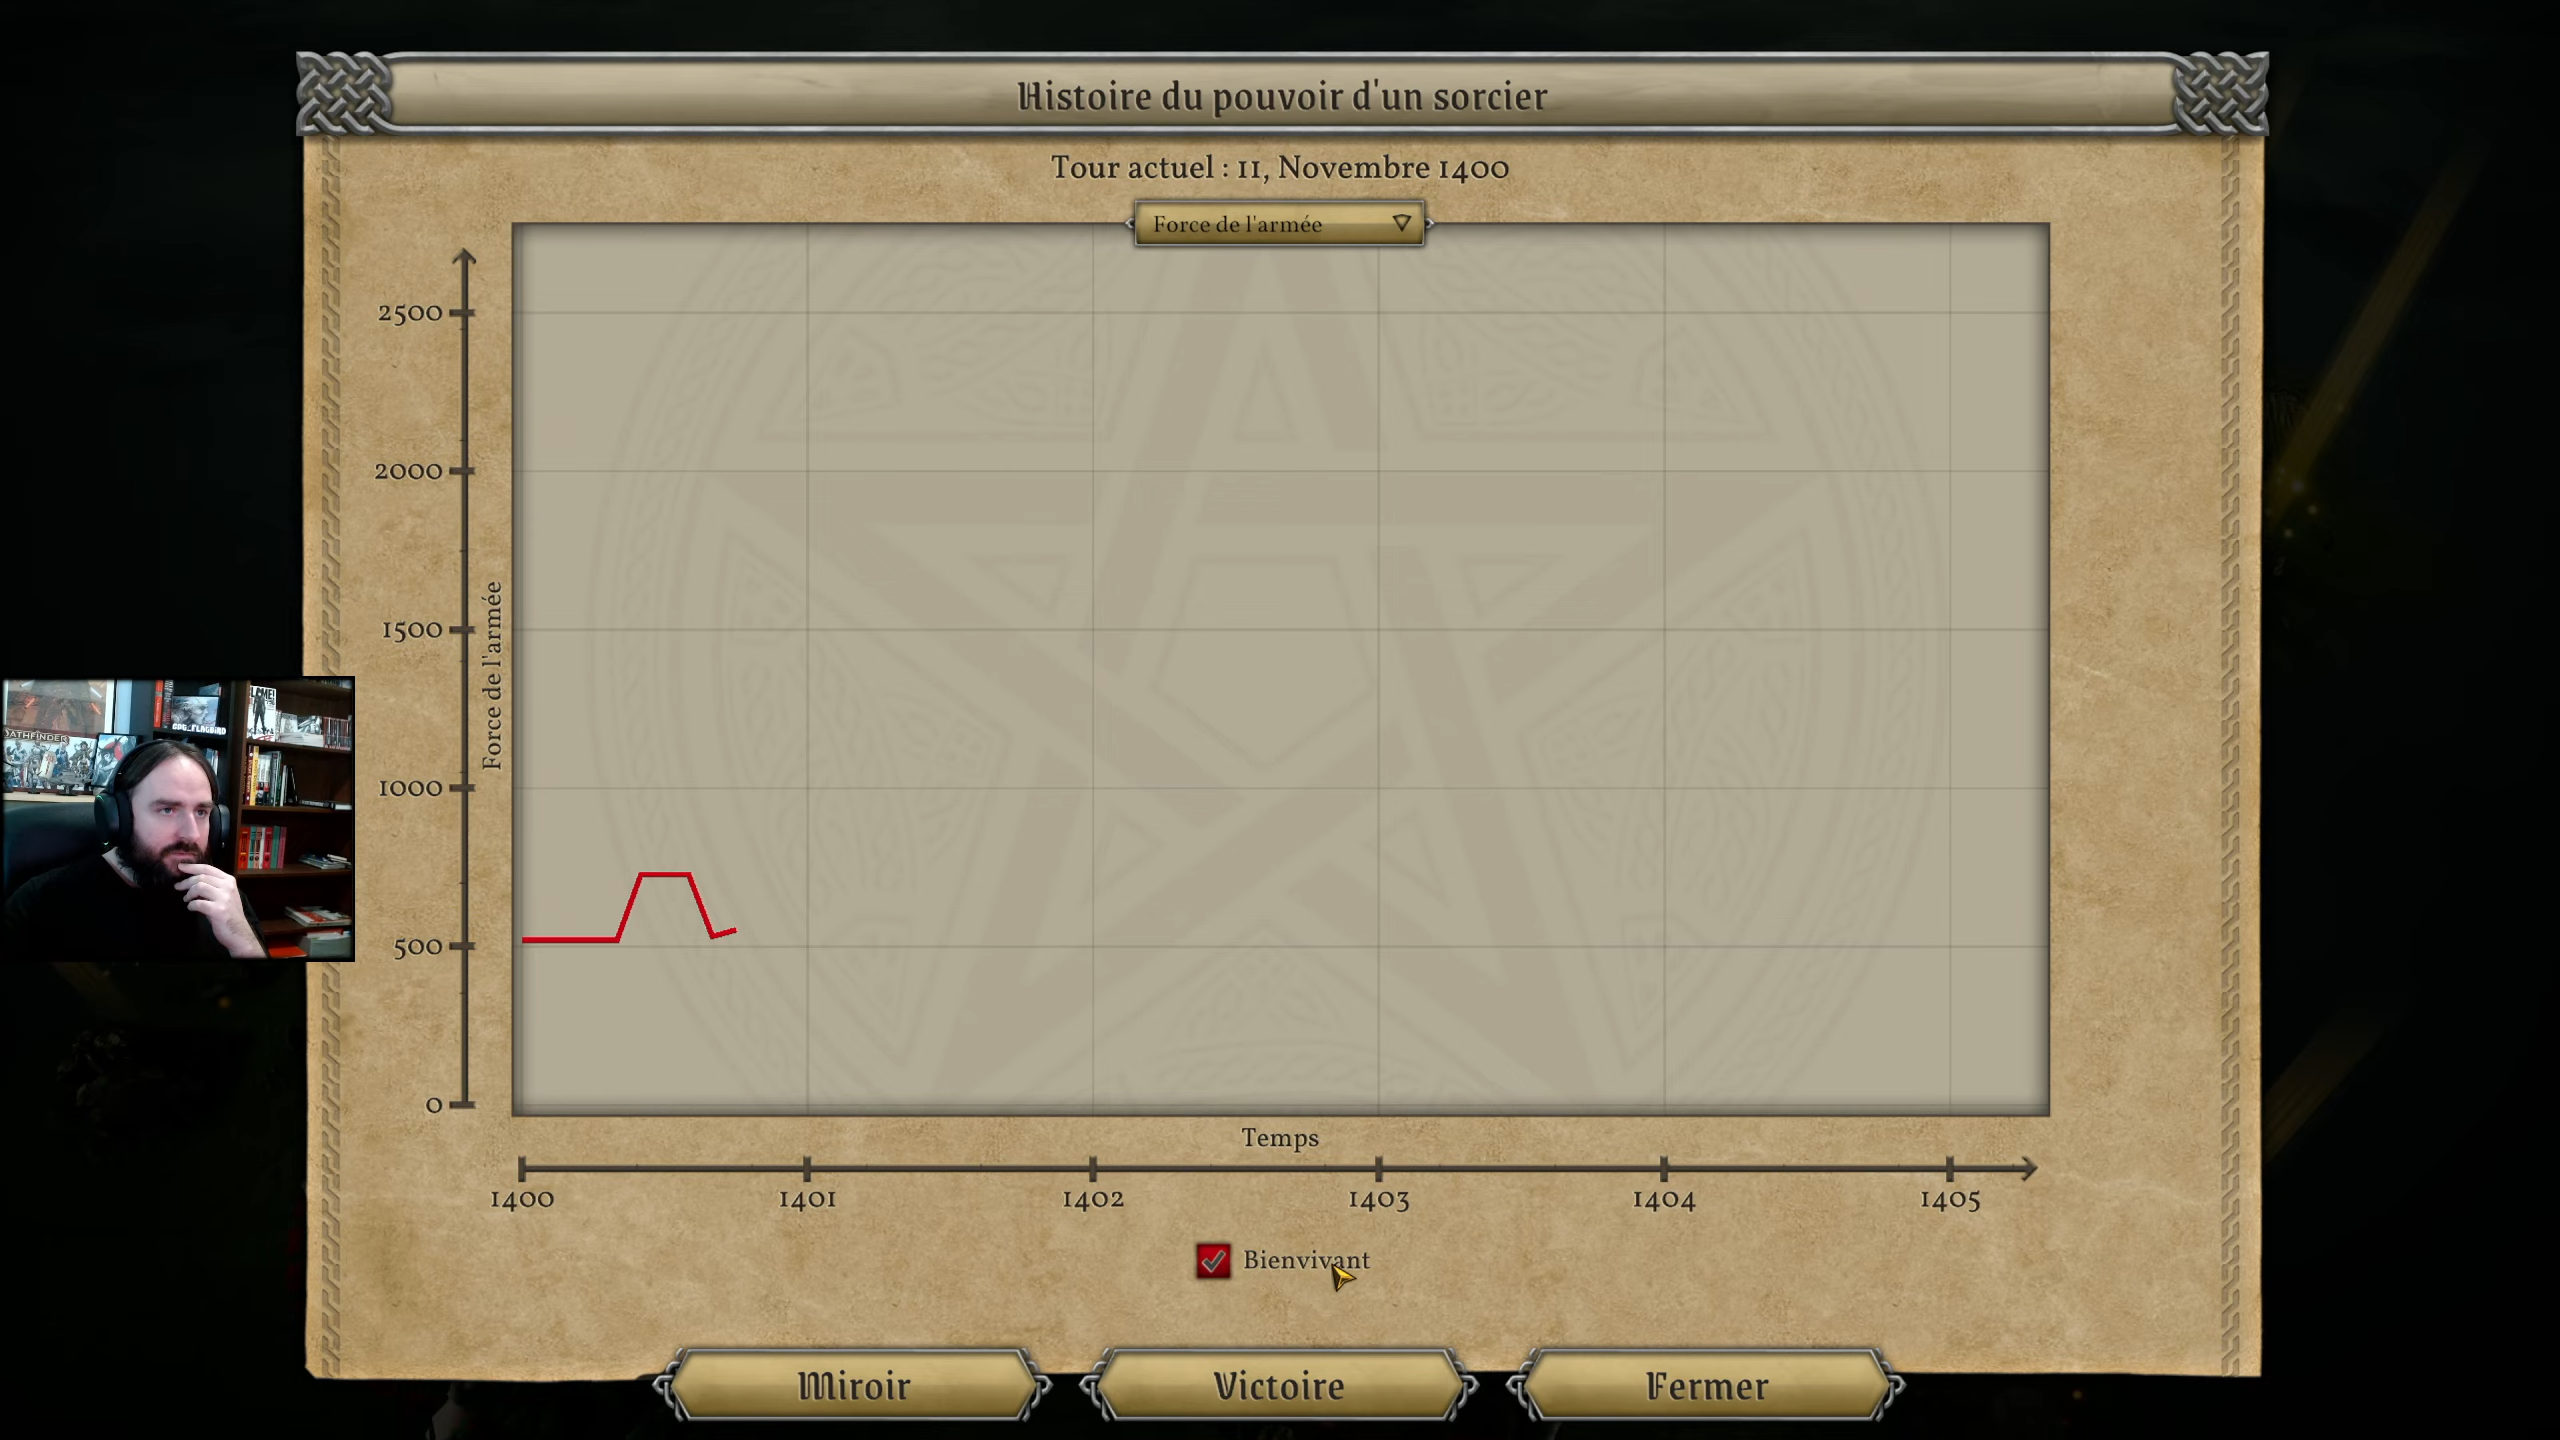 Histoire du pouvoir d'un sorcier
Tour actuel : 11, Novembre 1400
Force de l'armée
2500
2000
1500
1000
500
0
Force de l'armée
PATHFINDER
Temps
1400
1401
1402
1403
1404
1405
Bienvivant
Miroir
Victoire
Fermer